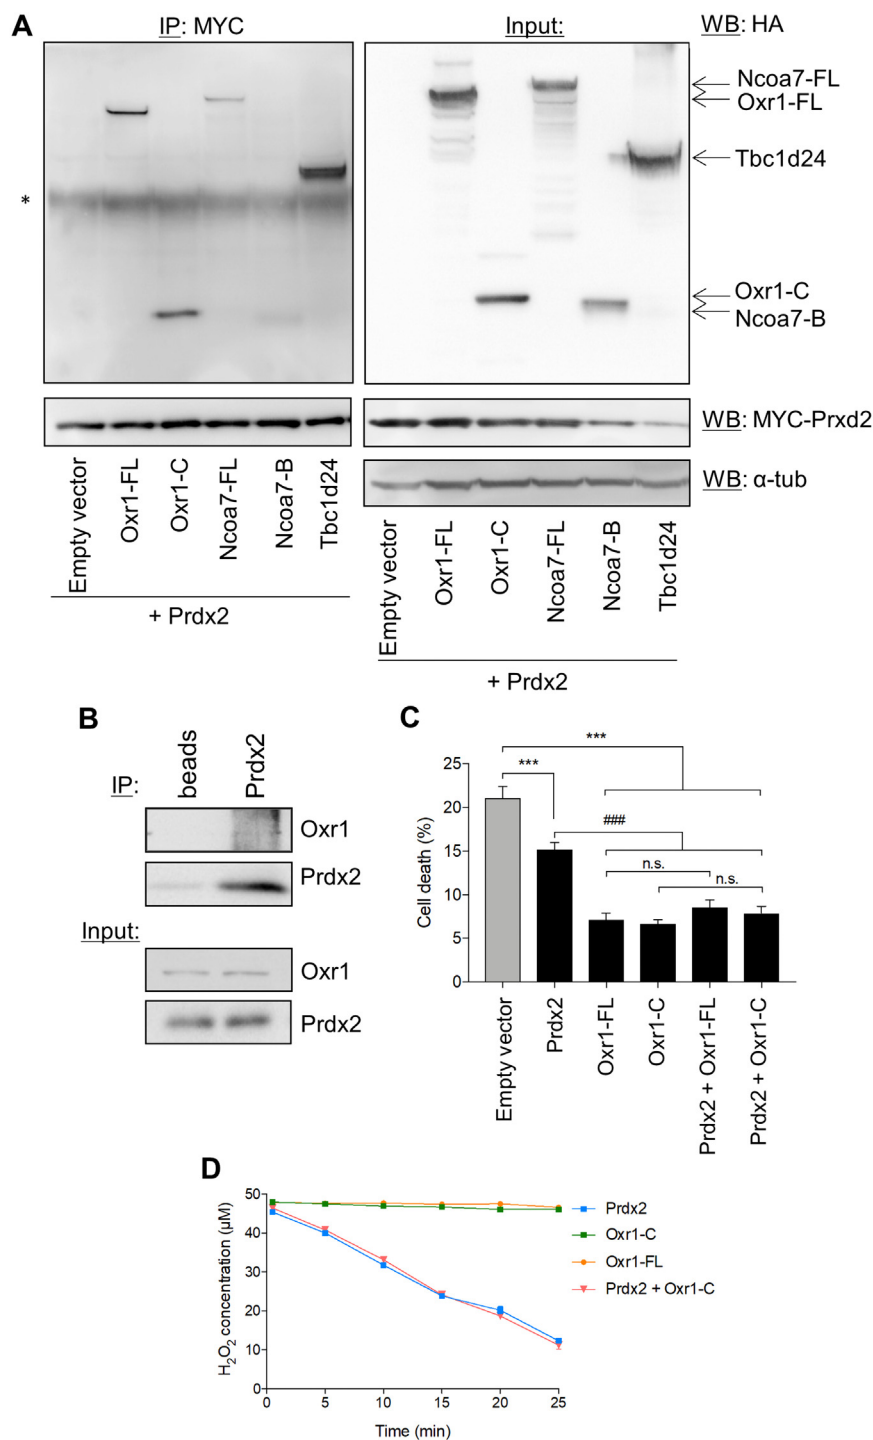 A
IP: MYC
Input:
WB: HA
Ncoa7-FL
Oxr1-FL
Tbc1d24
*
Oxr1-C
Ncoa7-B
WB: MYC-Prxd2
WB: α-tub
Empty vector
Oxr1-FL
Oxr1-C
Ncoa7-FL
Ncoa7-B
Tbc1d24
+ Prdx2
Empty vector
Oxr1-FL
Oxr1-C
Ncoa7-FL
Ncoa7-B
Tbc1d24
+ Prdx2
B
IP:
beads
Prdx2
Oxr1
Prdx2
Input:
Oxr1
Prdx2
C
Cell death (%)
25
20
15
10
5
0
***
***
###
n.s.
n.s.
Empty vector
Prdx2
Oxr1-FL
Oxr1-C
Prdx2 + Oxr1-FL
Prdx2 + Oxr1-C
D
H₂O₂ concentration (µM)
50
40
30
20
10
0
0 5 10 15 20 25
Time (min)
Prdx2
Oxr1-C
Oxr1-FL
Prdx2 + Oxr1-C